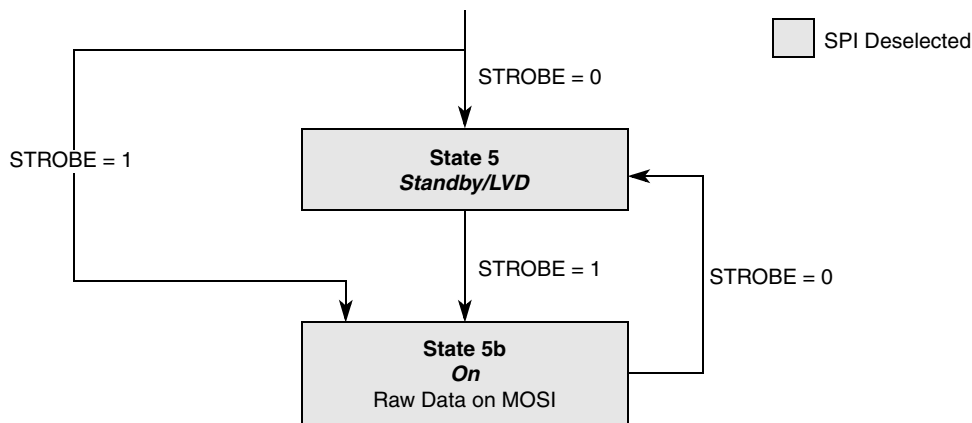 SPI Deselected
STROBE = 0
STROBE = 1
State 5
Standby/LVD
STROBE = 1
STROBE = 0
State 5b
On
Raw Data on MOSI